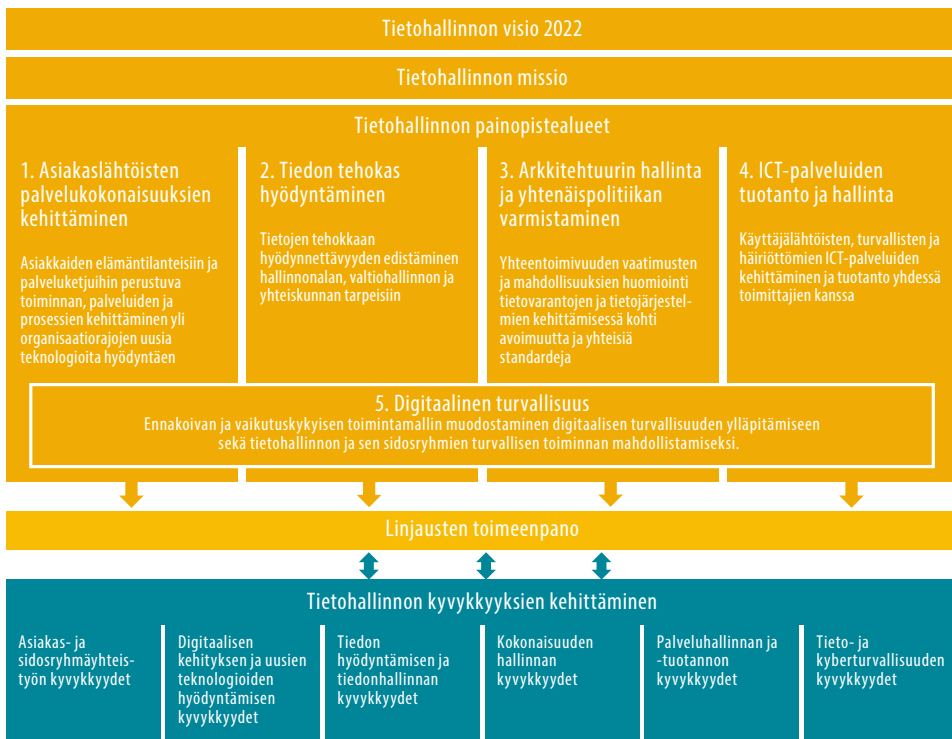 Tietohallinnon visio 2022
Tietohallinnon missio
Tietohallinnon painopistealueet
1. Asiakaslähtöisten
palvelukokonaisuuksien
kehittäminen
Asiakkaiden elämäntilanteisiin ja
palveluketjuihin perustuva
toiminnan, palveluiden ja
prosessien kehittäminen yli
organisaatiorajojen uusia
teknologioita hyödyntäen
2. Tiedon tehokas
hyödyntäminen
Tietojen tehokkaan
hyödynnettävyyden edistäminen
hallinnonalan, valtiohallinnon ja
yhteiskunnan tarpeisiin
3. Arkkitehtuurin hallinta
ja yhtenäispolitiikan
varmistaminen
Yhteentoimivuuden vaatimusten
ja mahdollisuuksien huomiointi
tietovarantojen ja tietojärjestel-
mien kehittämisessä kohti
avoimuutta ja yhteisiä
standardeja
4. ICT-palveluiden
tuotanto ja hallinta
Käyttäjälähtöisten, turvallisten ja
häiriöttömien ICT-palveluiden
kehittäminen ja tuotanto yhdessä
toimittajien kanssa
5. Digitaalinen turvallisuus
Ennakoivan ja vaikutuskykyisen toimintamallin muodostaminen digitaalisen turvallisuuden ylläpitämiseen
sekä tietohallinnon ja sen sidosryhmien turvallisen toiminnan mahdollistamiseksi.
Linjausten toimeenpano
Tietohallinnon kyvykkyyksien kehittäminen
Asiakas- ja
sidosryhmäyhteis-
työn kyvykkyydet
Digitaalisen
kehityksen ja uusien
teknologioiden
hyödyntämisen
kyvykkyydet
Tiedon
hyödyntämisen ja
tiedonhallinnan
kyvykkyydet
Kokonaisuuden
hallinnan
kyvykkyydet
Palveluhallinnan ja
-tuotannon
kyvykkyydet
Tieto- ja
kyberturvallisuuden
kyvykkyydet